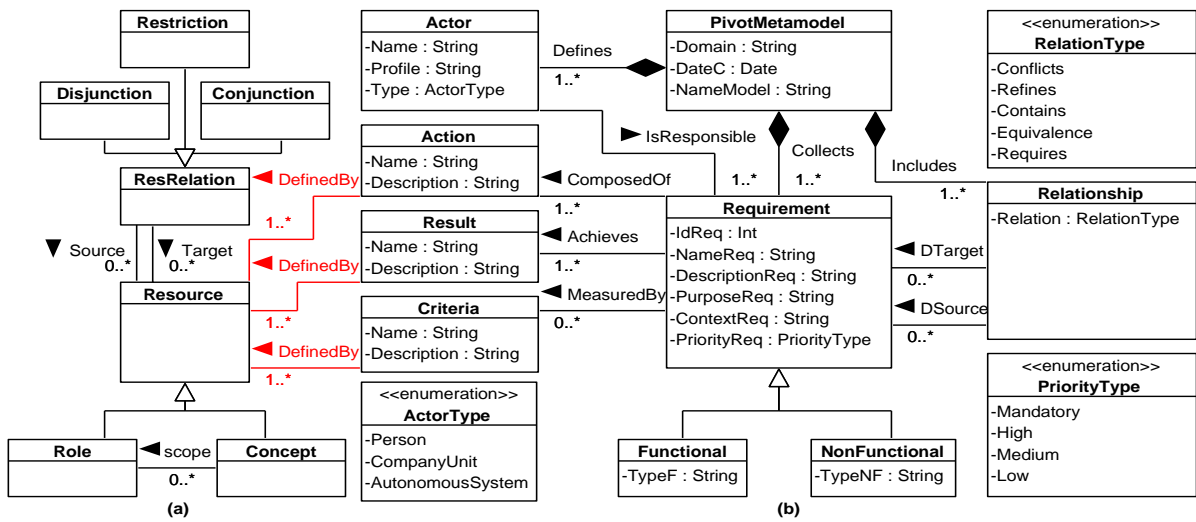 Restriction
Disjunction
Conjunction
ResRelation
Source
Target
0..*
0..*
Resource
Role
scope
0..*
Concept
(a)
DefinedBy
1..*
DefinedBy
1..*
DefinedBy
1..*
Actor
-Name : String
-Profile : String
-Type : ActorType
Action
-Name : String
-Description : String
Result
-Name : String
-Description : String
Criteria
-Name : String
-Description : String
<<enumeration>>
ActorType
-Person
-CompanyUnit
-AutonomousSystem
Defines
1..*
IsResponsible
1..*
ComposedOf
1..*
Achieves
1..*
MeasuredBy
0..*
PivotMetamodel
-Domain : String
-DateC : Date
-NameModel : String
Collects
1..*
Includes
1..*
Requirement
-IdReq : Int
-NameReq : String
-DescriptionReq : String
-PurposeReq : String
-ContextReq : String
-PriorityReq : PriorityType
DTarget
0..*
DSource
0..*
Functional
-TypeF : String
NonFunctional
-TypeNF : String
(b)
<<enumeration>>
RelationType
-Conflicts
-Refines
-Contains
-Equivalence
-Requires
Relationship
-Relation : RelationType
<<enumeration>>
PriorityType
-Mandatory
-High
-Medium
-Low